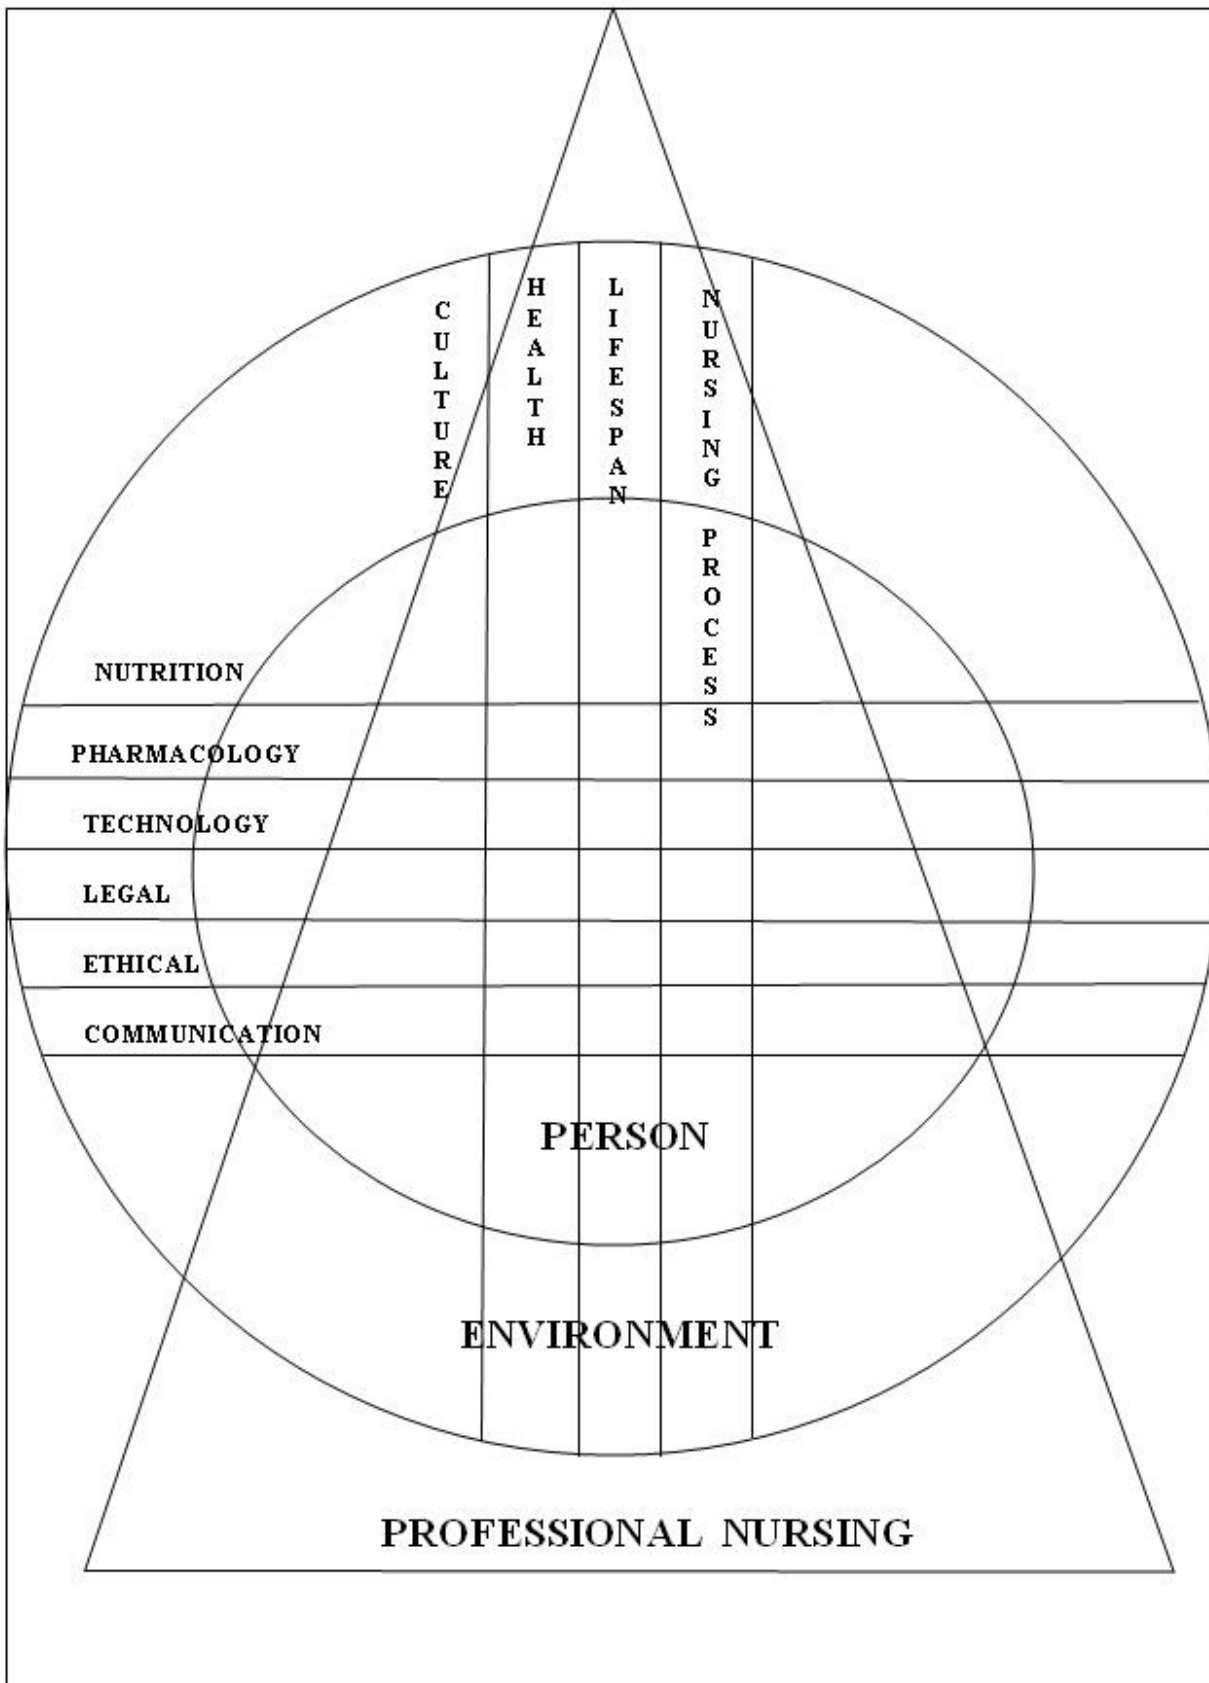 CULTURE
HEALTH
LIFESPAN
NURSING PROCESS
NUTRITION
PHARMACOLOGY
TECHNOLOGY
LEGAL
ETHICAL
COMMUNICATION
PERSON
ENVIRONMENT
PROFESSIONAL NURSING